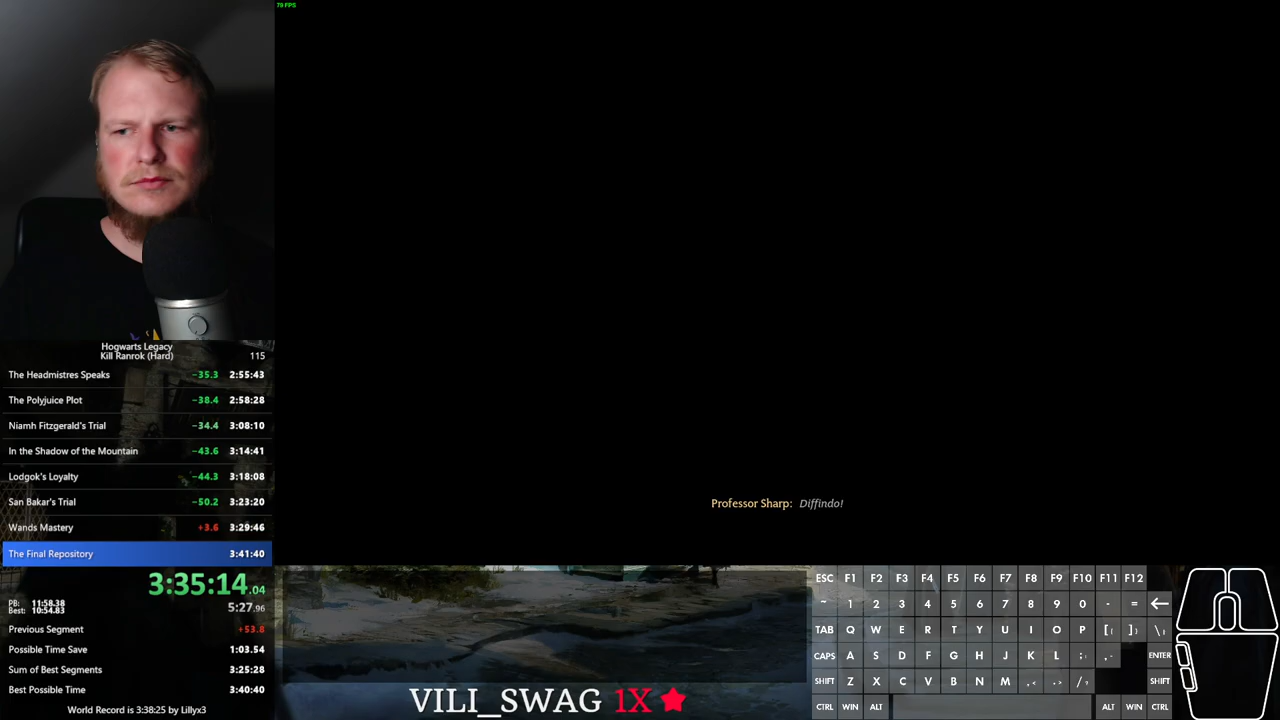 79 FPS
Hogwarts Legacy
Kill Ranrok (Hard) 115
The Headmistres Speaks -35.3 2:55:43
The Polyjuice Plot -38.4 2:58:28
Niamh Fitzgerald's Trial -34.4 3:08:10
In the Shadow of the Mountain -43.6 3:14:41
Lodgok's Loyalty -44.3 3:18:08
San Bakar's Trial -50.2 3:23:20
Wands Mastery +3.6 3:29:46
The Final Repository 3:41:40
3:35:14.04
PB: 11:58.38
Best: 10:54.83
5:27.96
Previous Segment +53.8
Possible Time Save 1:03.54
Sum of Best Segments 3:25:28
Best Possible Time 3:40:40
World Record is 3:38:25 by Lillyx3
Professor Sharp: Diffindo!
VILI_SWAG 1X
ESC F1 F2 F3 F4 F5 F6 F7 F8 F9 F10 F11 F12
~ 1 2 3 4 5 6 7 8 9 0 - =
TAB Q W E R T Y U I O P [{ ]} \|
CAPS A S D F G H J K L ;: ENTER
SHIFT Z X C V B N M ,< .> /? SHIFT
CTRL WIN ALT ALT WIN CTRL